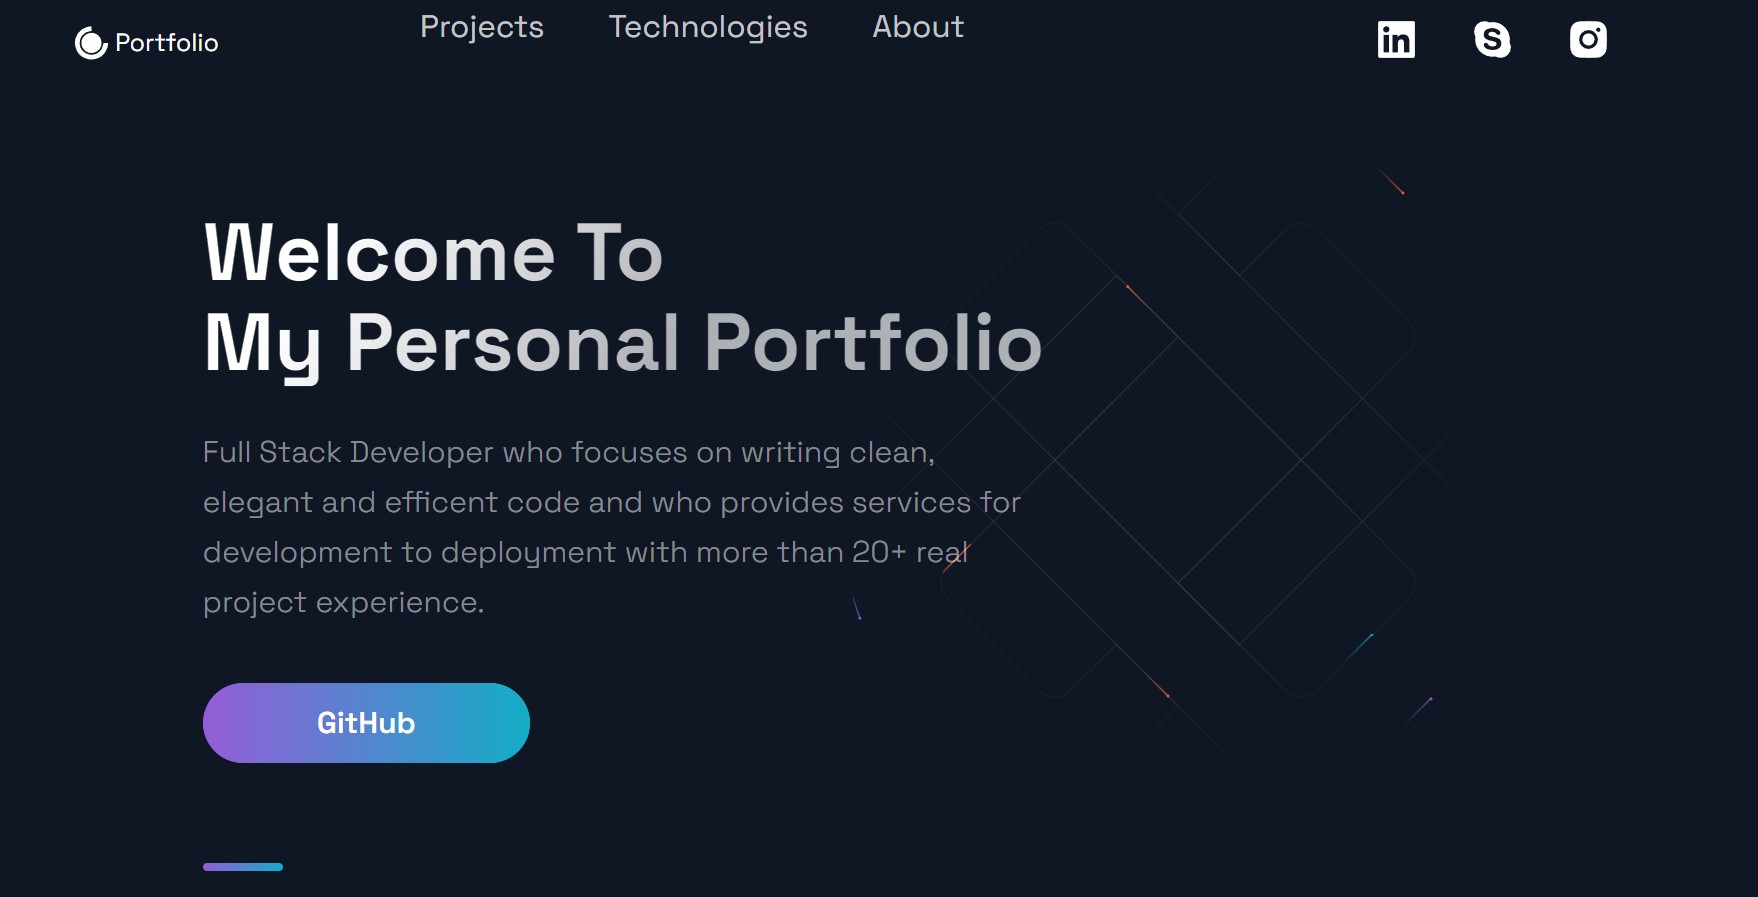 Portfolio
Projects
Technologies
About
in
S
Welcome To
My Personal Portfolio
Full Stack Developer who focuses on writing clean,
elegant and efficent code and who provides services for
development to deployment with more than 20+ real
project experience.
GitHub